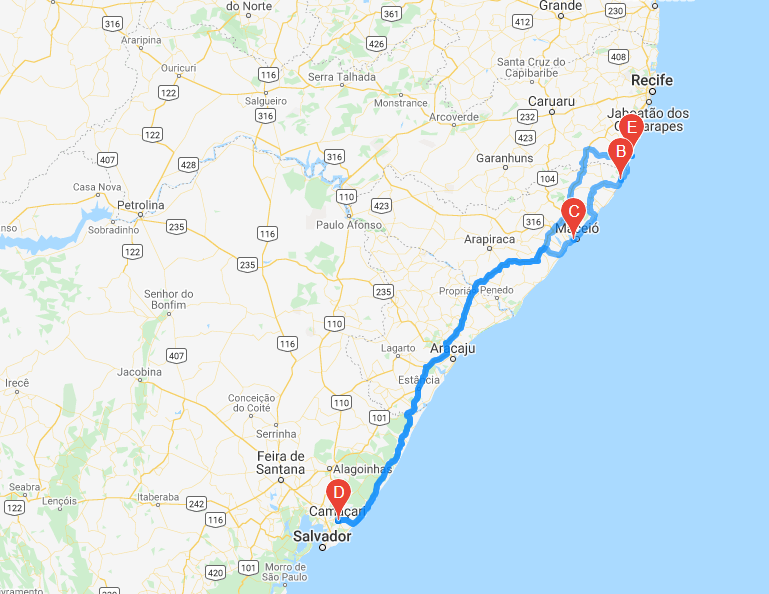 do Norte
Grande
230
361
412
316
Araripina
426
408
Ouricuri
116
Santa Cruz do
Capibaribe
Serra Talhada
Recife
122
Salgueiro
Monstrance
Caruaru
316
Arcoverde
232
Jaboatão dos
E
122
423
B
407
428
316
Garanhuns
104
Casa Nova
110
423
Petrolina
C
Sobradinho
235
Paulo Afonso
316
Maceió
116
Arapiraca
122
235
235
Penedo
Senhor do
Bonfim
110
116
Lagarto
Aracaju
407
Jacobina
Estância
Irecê
Conceição
do Coité
110
101
Serrinha
Feira de
Santana
Alagoinhas
Seabra
Itaberaba
D
Lençóis
242
122
116
Camaçari
Salvador
Morro de
São Paulo
420
101